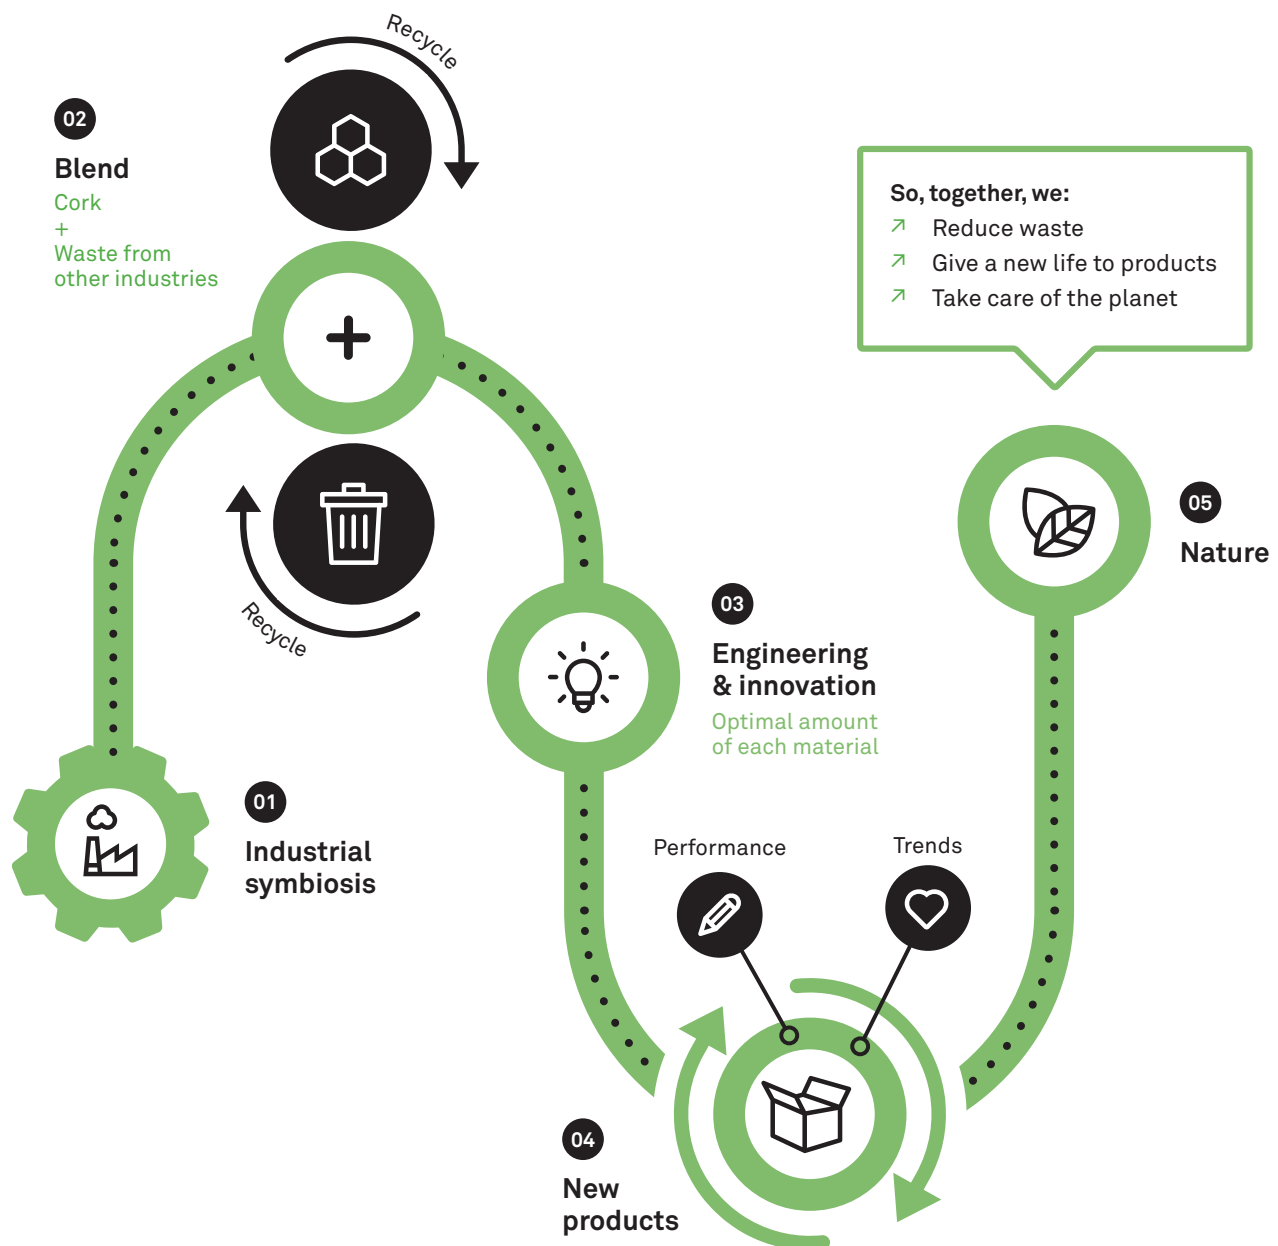 Recycle
02
Blend
Cork
+
Waste from
other industries
Recycle
01
Industrial
symbiosis
03
Engineering
& innovation
Optimal amount
of each material
Performance
Trends
04
New
products
So, together, we:
Reduce waste
Give a new life to products
Take care of the planet
05
Nature